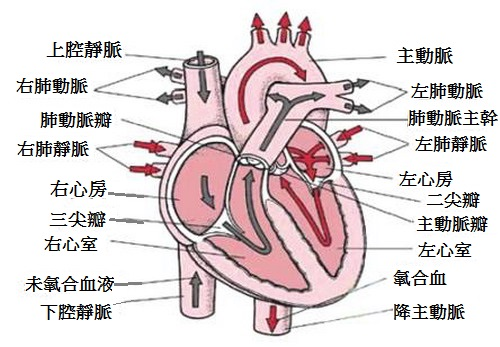 上腔靜脈
右肺動脈
肺動脈瓣
右肺靜脈
右心房
三尖瓣
右心室
未氧合血液
下腔靜脈
主動脈
左肺動脈
肺動脈主幹
左肺靜脈
左心房
二尖瓣
主動脈瓣
左心室
氧合血
降主動脈